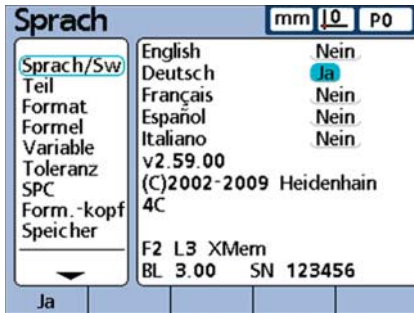 Sprach
mm
0
P0
Sprach/Sw
Teil
Format
Formel
Variable
Toleranz
SPC
Form.-kopf
Speicher
English Nein
Deutsch Ja
Français Nein
Español Nein
Italiano Nein
v2.59.00
(C)2002-2009 Heidenhain
4C
F2 L3 XMem
BL 3.00 SN 123456
Ja